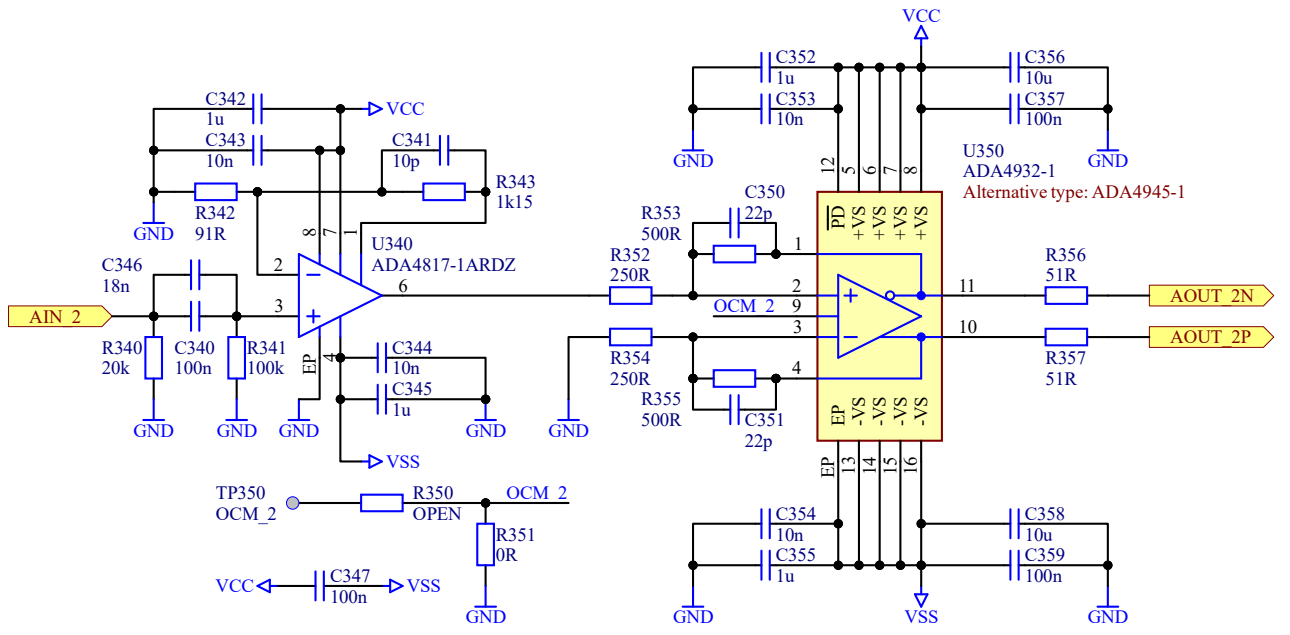 VCC
C352
1u
C353
10n
GND
C356
10u
C357
100n
GND
C342
1u
C343
10n
VCC
C341
10p
R343
1k15
R342
91R
GND
8
7
1
U340
ADA4817-1ARDZ
2
3
6
EP
4
C346
18n
AIN_2
R340
20k
C340
100n
R341
100k
GND
GND
GND
C344
10n
C345
1u
GND
VSS
U350
ADA4932-1
Alternative type: ADA4945-1
12
5
6
7
8
PD
+VS
+VS
+VS
+VS
C350
22p
R353
500R
R352
250R
OCM_2
R354
250R
R355
500R
C351
22p
GND
1
2
9
3
4
11
10
R356
51R
AOUT_2N
R357
51R
AOUT_2P
EP
-VS
-VS
-VS
-VS
EP
13
14
15
16
TP350
OCM_2
R350
OPEN
OCM_2
R351
0R
GND
VCC
C347
100n
VSS
C354
10n
C355
1u
GND
C358
10u
C359
100n
GND
VSS